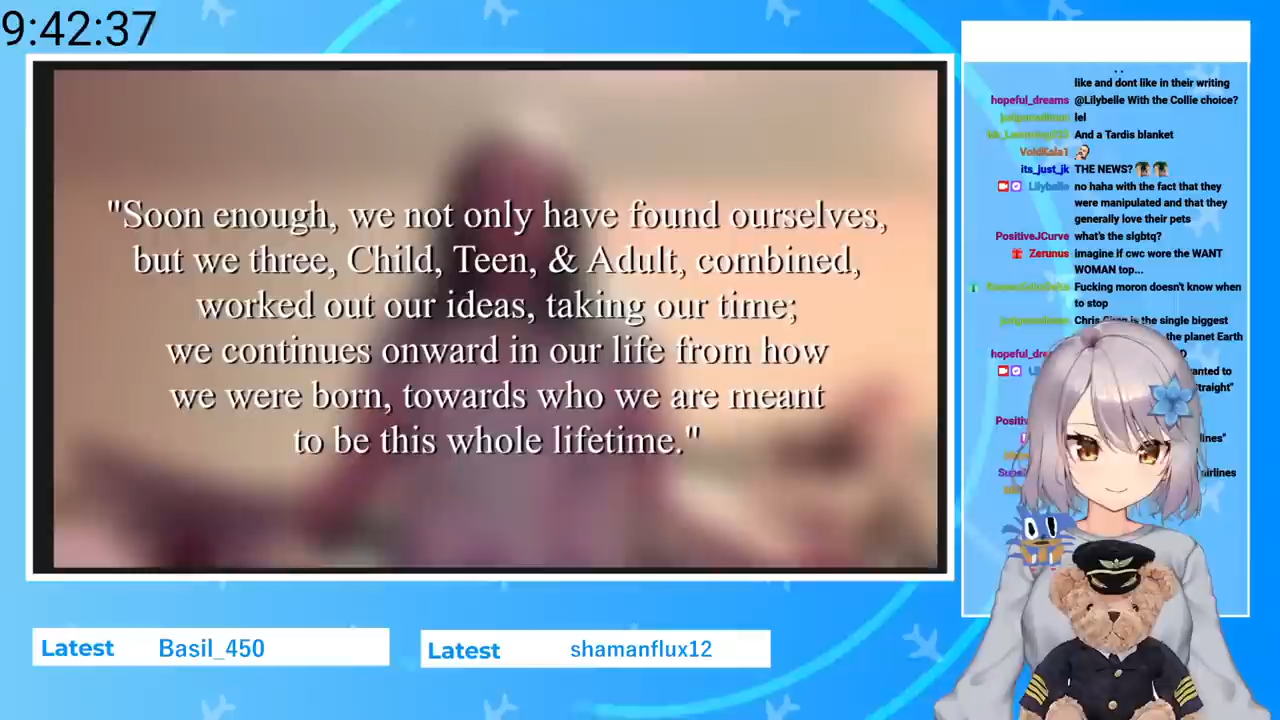 9:42:37
"Soon enough, we not only have found ourselves,
but we three, Child, Teen, & Adult, combined,
worked out our ideas, taking our time;
we continues onward in our life from how
we were born, towards who we are meant
to be this whole lifetime."
like and dont like in their writing
hopeful_dreams @Lilybelle With the Collie choice?
lel
And a Tardis blanket
VoidKala1
its_just_jk THE NEWS?
Lilybelle no haha with the fact that they
were manipulated and that they
generally love their pets
PositiveJCurve what's the slgbtq?
Zerunus imagine if cwc wore the WANT
WOMAN top...
Fucking moron doesn't know when
to stop
is the single biggest
the planet Earth
Latest Basil_450
Latest shamanflux12